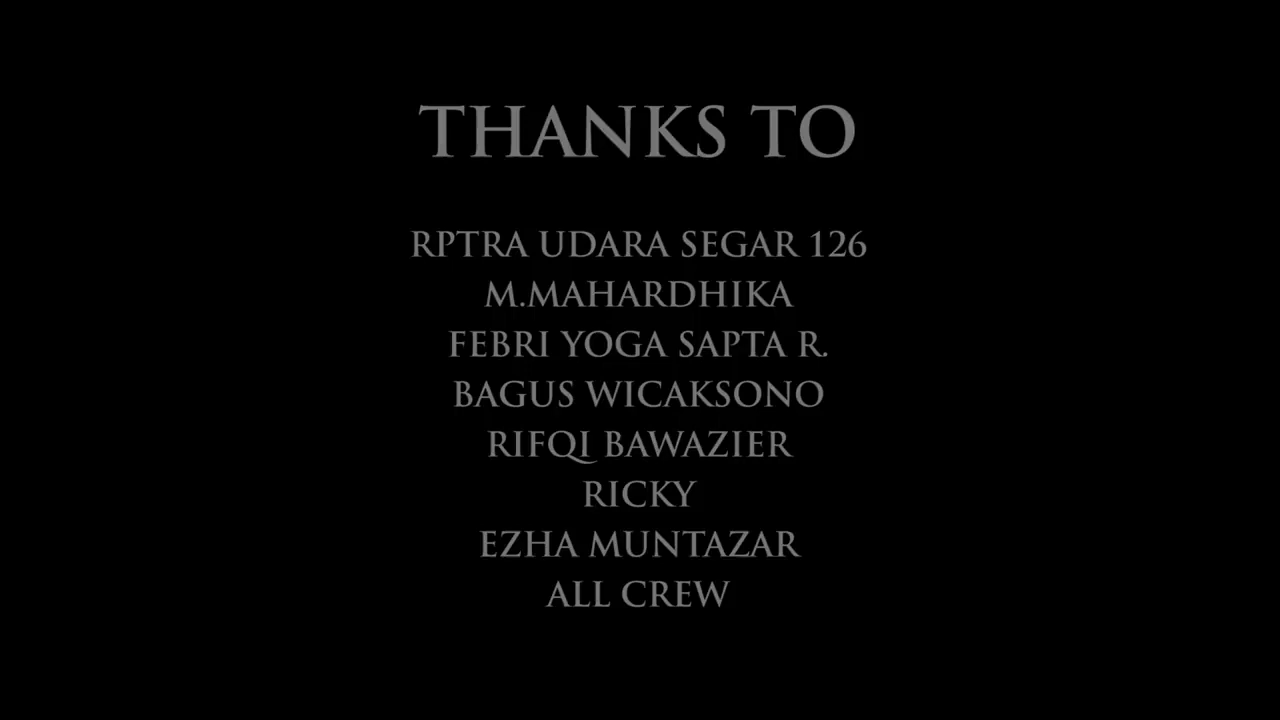 THANKS TO
RPTRA UDARA SEGAR 126
M.MAHARDHIKA
FEBRI YOGA SAPTA R.
BAGUS WICAKSONO
RIFQI BAWAZIER
RICKY
EZHA MUNTAZAR
ALL CREW